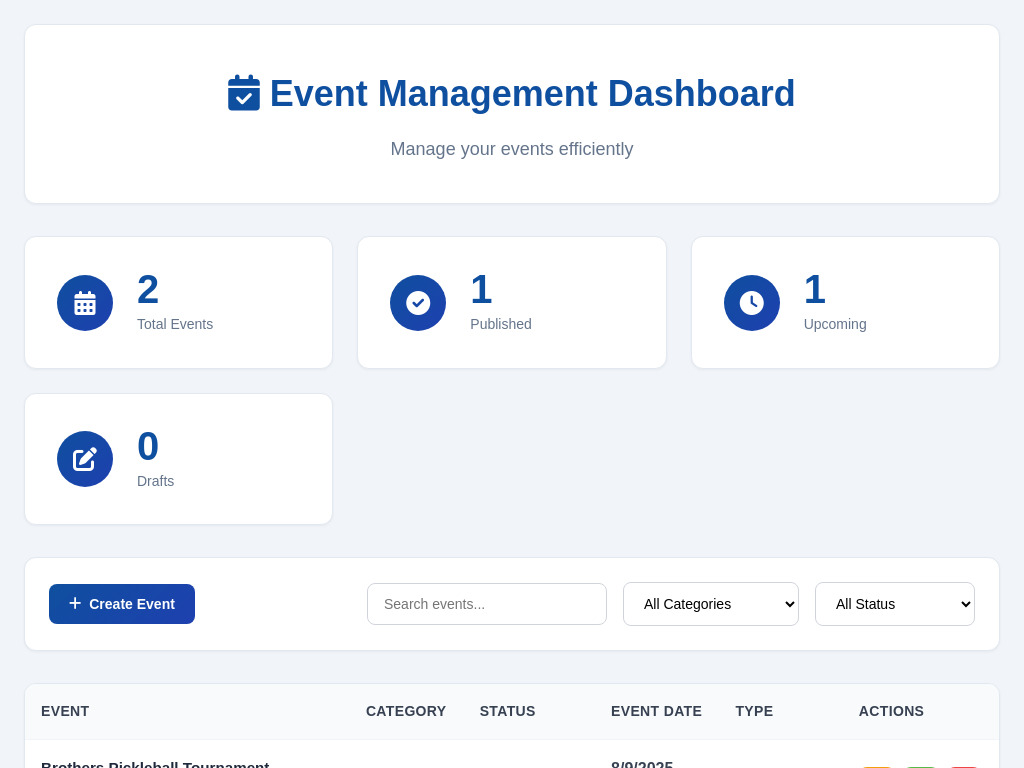 Event Management Dashboard
Manage your events efficiently
2
Total Events
1
Published
1
Upcoming
0
Drafts
Create Event
Search events...
All Categories
All Status
EVENT CATEGORY STATUS EVENT DATE TYPE ACTIONS
Brothers Pickleball Tournament 8/9/2025